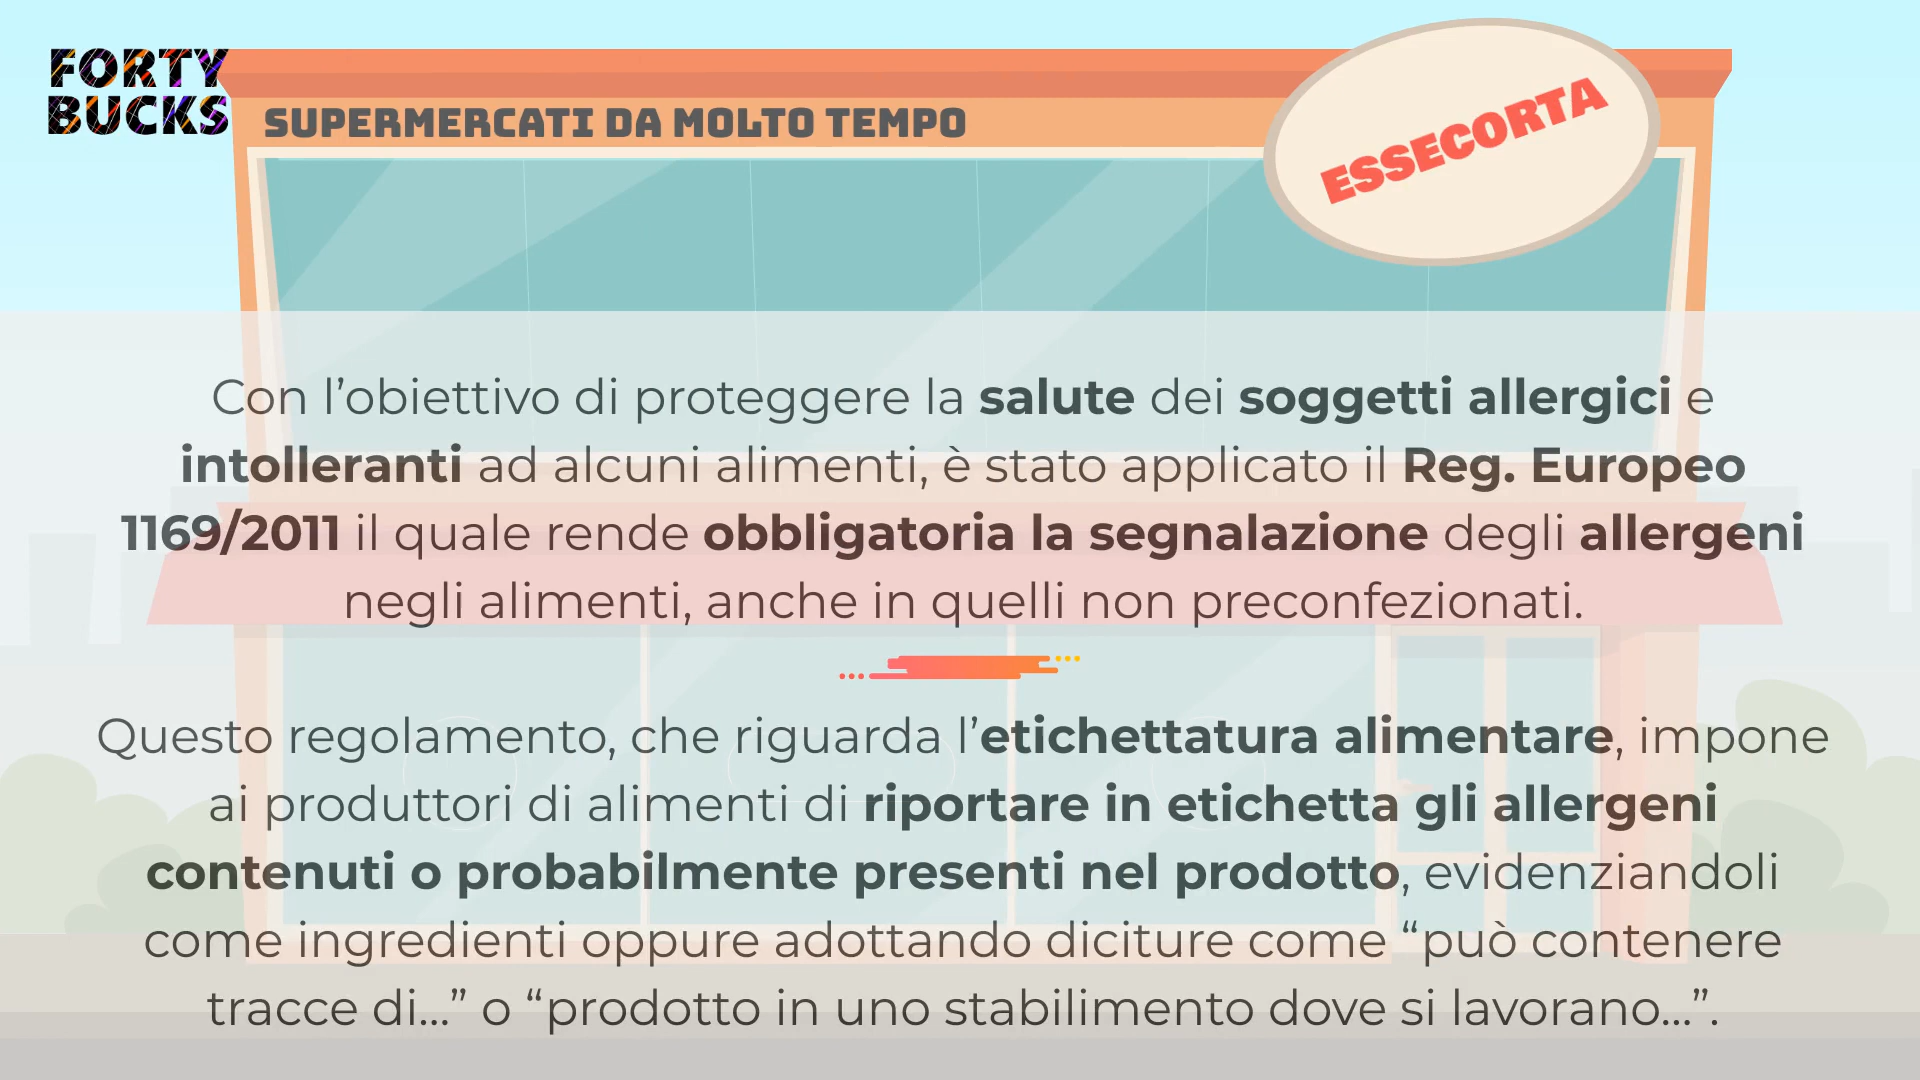 FORTY
BUCKS
SUPERMERCATI DA MOLTO TEMPO
ESSECORTA
Con l’obiettivo di proteggere la salute dei soggetti allergici e
intolleranti ad alcuni alimenti, è stato applicato il Reg. Europeo
1169/2011 il quale rende obbligatoria la segnalazione degli allergeni
negli alimenti, anche in quelli non preconfezionati.
Questo regolamento, che riguarda l’etichettatura alimentare, impone
ai produttori di alimenti di riportare in etichetta gli allergeni
contenuti o probabilmente presenti nel prodotto, evidenziandoli
come ingredienti oppure adottando diciture come “può contenere
tracce di...” o “prodotto in uno stabilimento dove si lavorano...”.